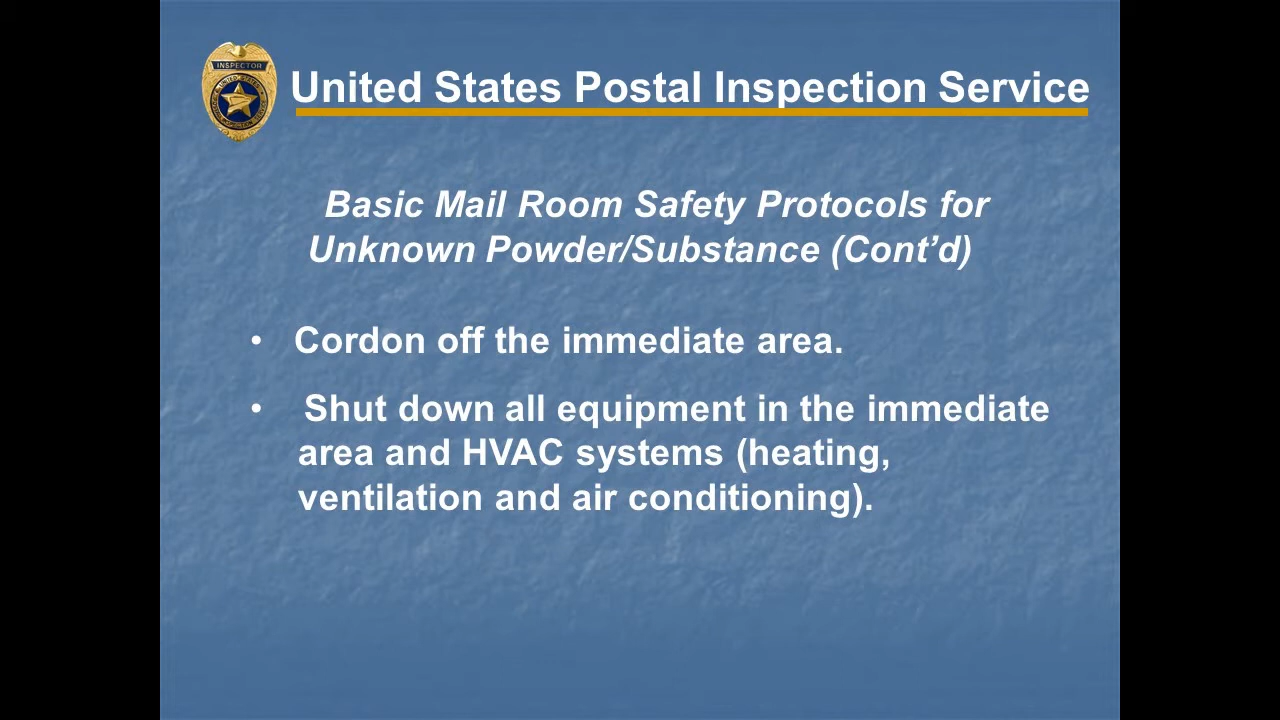 INSPECTOR
United States Postal Inspection Service
Basic Mail Room Safety Protocols for
Unknown Powder/Substance (Cont’d)
• Cordon off the immediate area.
• Shut down all equipment in the immediate
area and HVAC systems (heating,
ventilation and air conditioning).